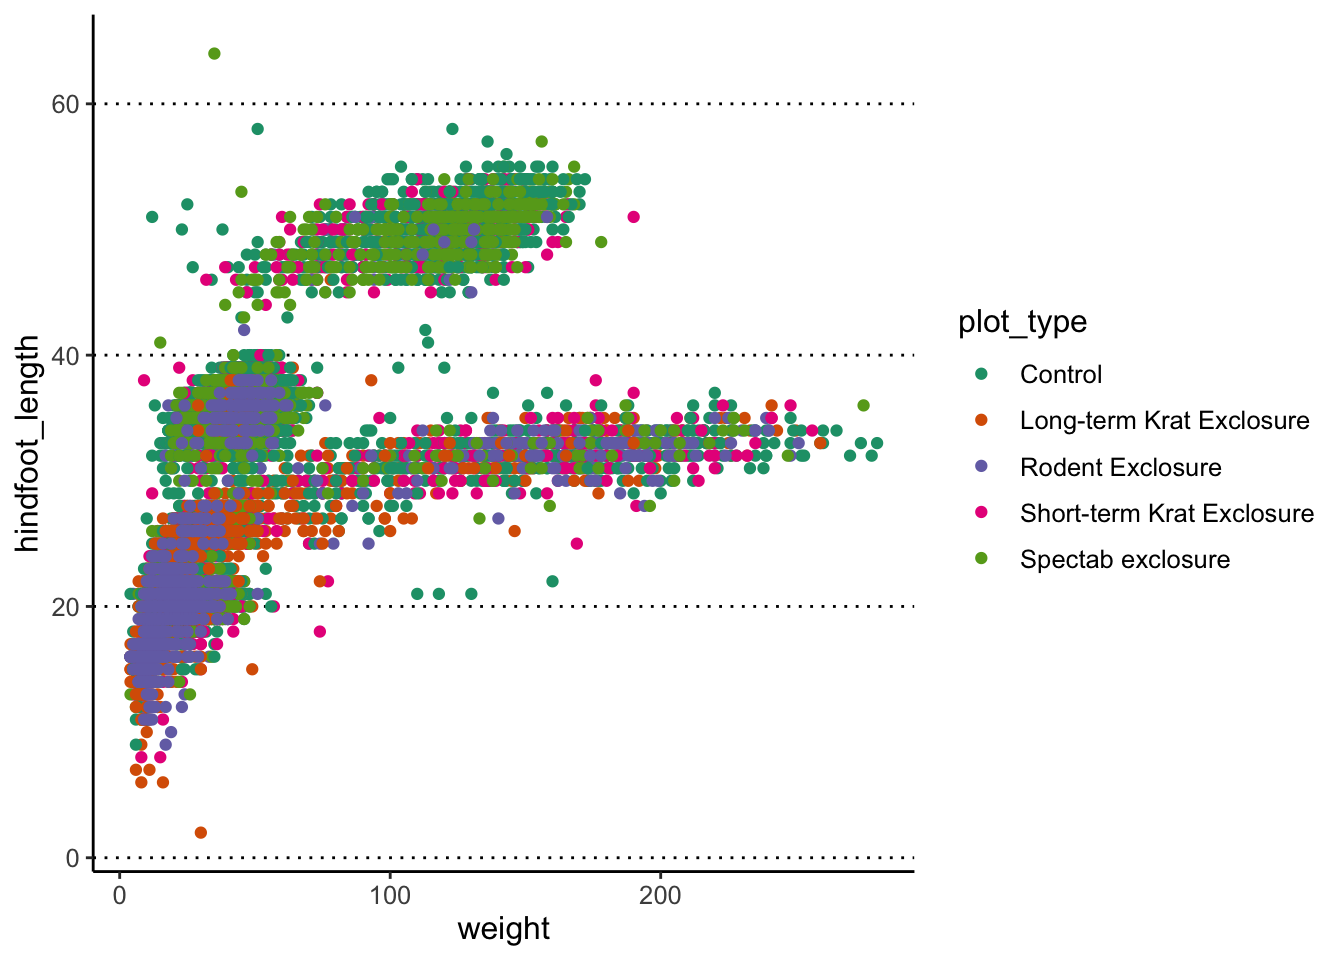 60
40
20
0
hindfoot_length
0 100 200
weight
plot_type
Control
Long-term Krat Exclosure
Rodent Exclosure
Short-term Krat Exclosure
Spectab exclosure